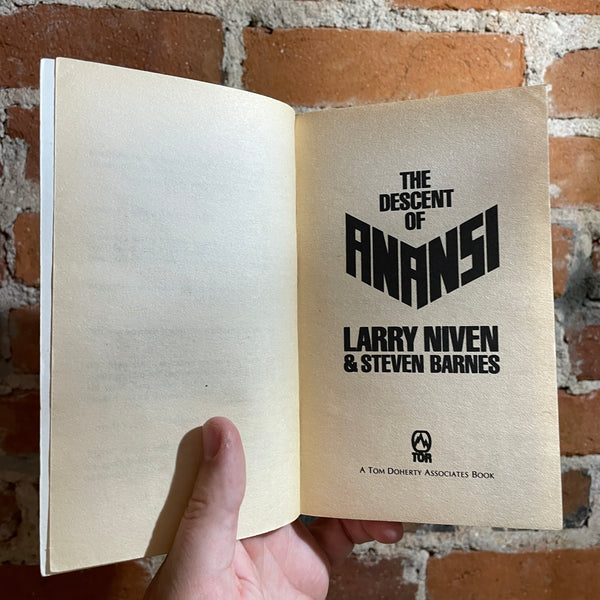 THE
DESCENT
OF
ANANSI
LARRY NIVEN
& STEVEN BARNES
TOR
A TOM DOHERTY ASSOCIATES BOOK